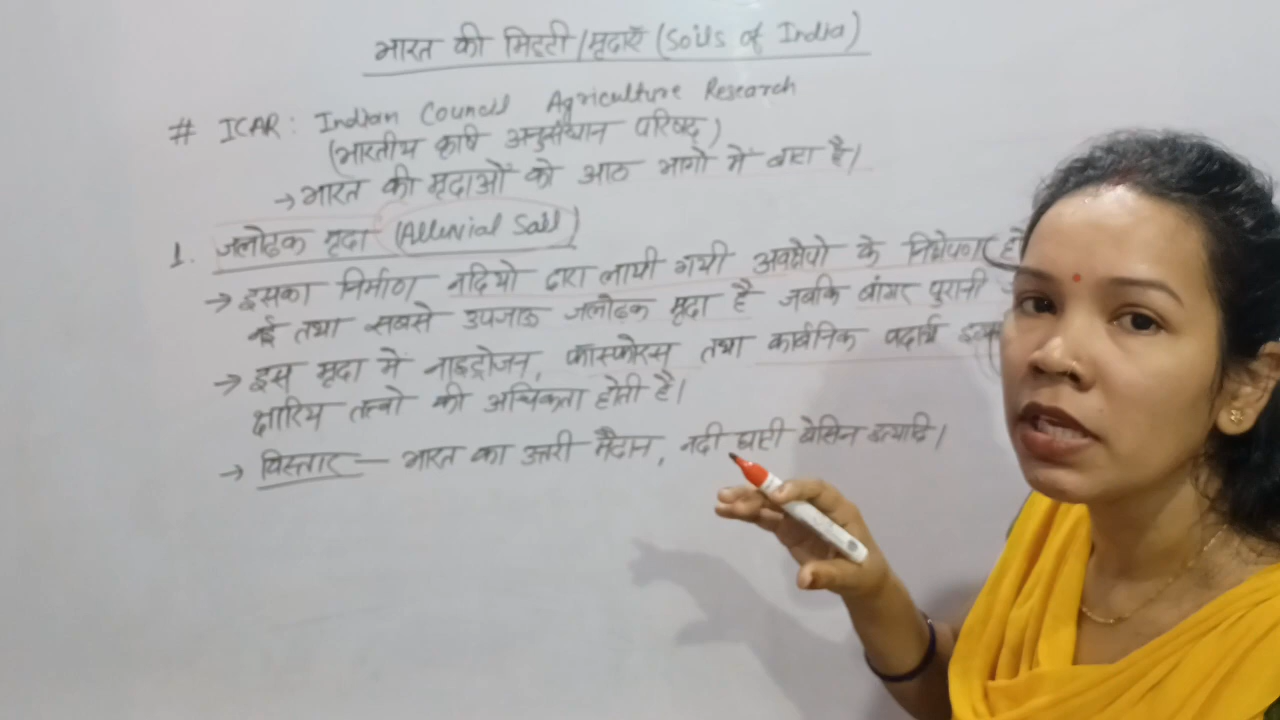 भारत की मिट्टी/मृदाएँ (Soils of India)
# ICAR: Indian Council Agriculture Research
(भारतीय कृषि अनुसंधान परिषद)
→ भारत की मृदाओं को आठ भागों में बाटा है।
1. जलोढ़क मृदा (Alluvial Soil)
→ इसका निर्माण नदियो द्वारा लायी गयी अवक्षेपो के निक्षेपण
नई तथा सबसे उपजाऊ जलोढ़क मृदा है जबकि बांगर पुरानी
→ इस मृदा मे नाइट्रोजन, फॉस्फोरस तथा कार्बनिक पदार्थ
क्षारिय तत्वो की अधिकता होती है।
→ विस्तार — भारत का उत्तरी मैदान, नदी घाटी बेसिन इत्यादि।